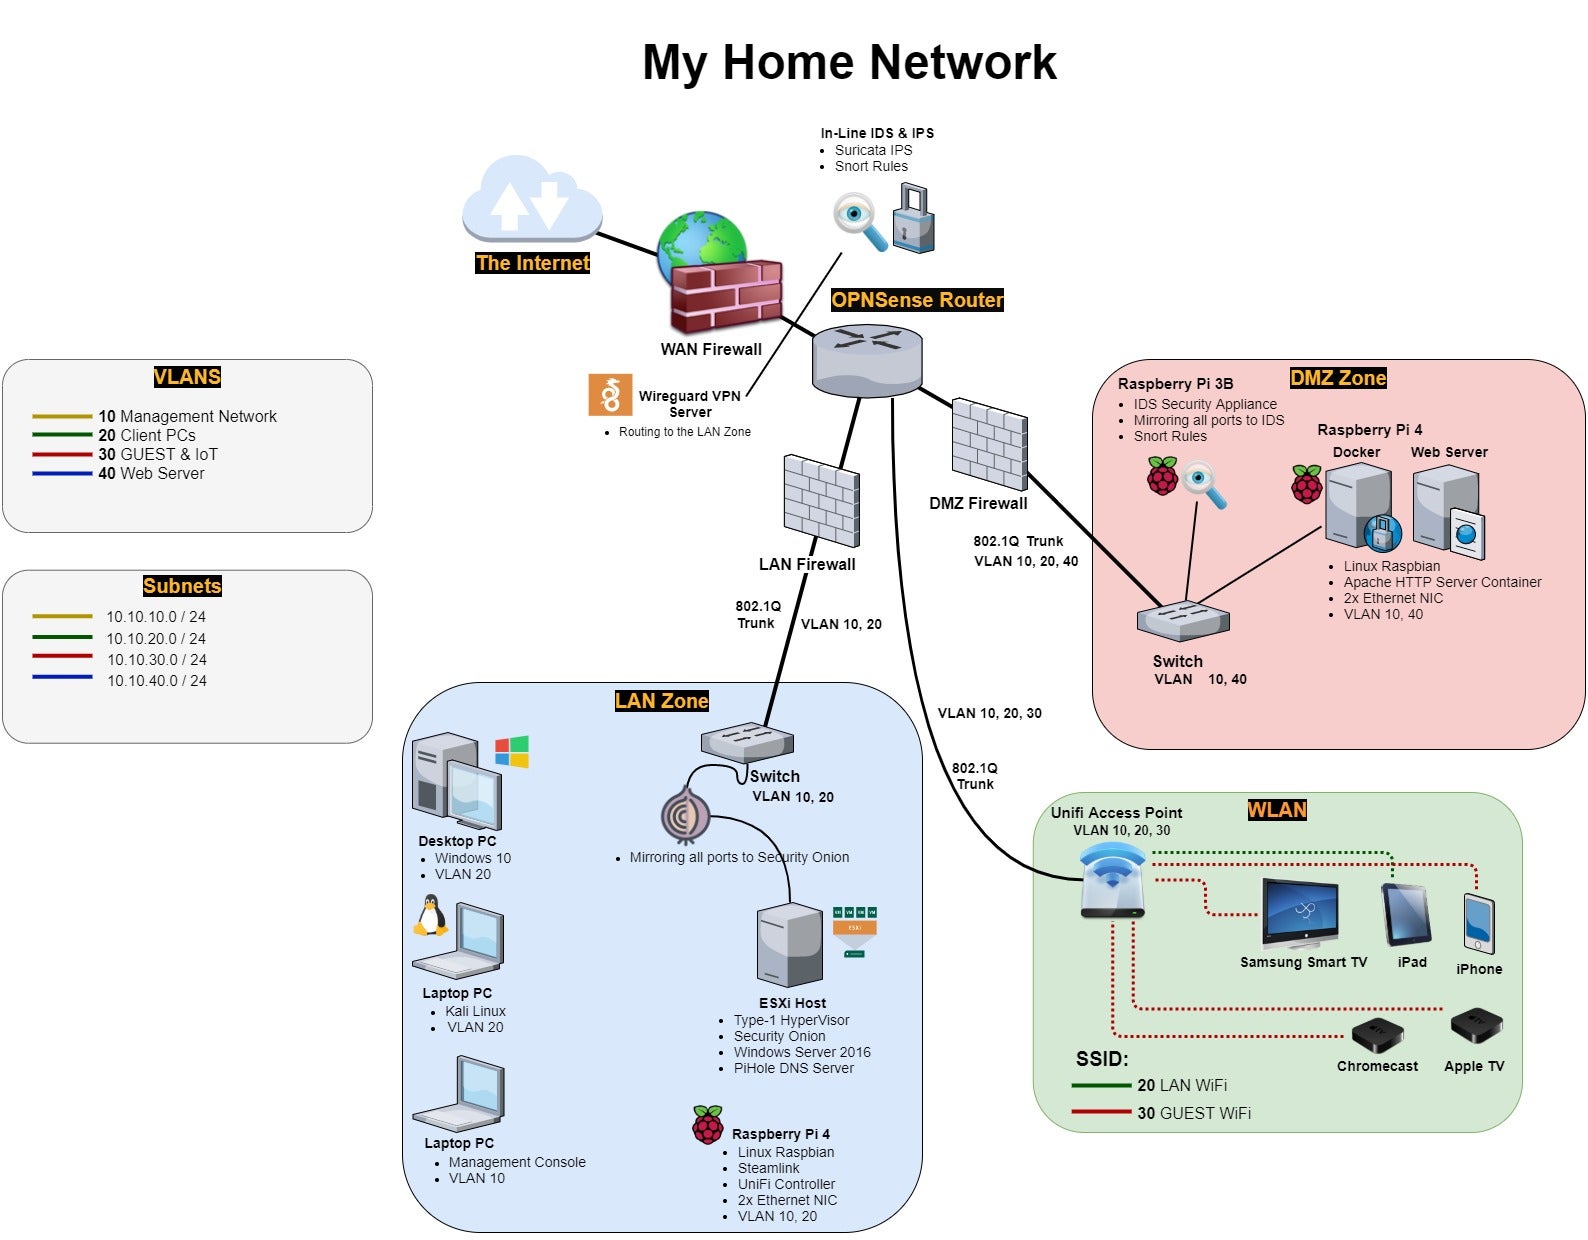 My Home Network
In-Line IDS & IPS
Suricata IPS
Snort Rules
The Internet
OPNSense Router
WAN Firewall
Wireguard VPN
Server
Routing to the LAN Zone
VLANS
10 Management Network
20 Client PCs
30 GUEST & IoT
40 Web Server
Subnets
10.10.10.0 / 24
10.10.20.0 / 24
10.10.30.0 / 24
10.10.40.0 / 24
LAN Firewall
802.1Q
Trunk
VLAN 10, 20
DMZ Firewall
802.1Q Trunk
VLAN 10, 20, 40
DMZ Zone
Raspberry Pi 3B
IDS Security Appliance
Mirroring all ports to IDS
Snort Rules
Raspberry Pi 4
Docker
Web Server
Linux Raspbian
Apache HTTP Server Container
2x Ethernet NIC
VLAN 10, 40
Switch
VLAN 10, 40
VLAN 10, 20, 30
802.1Q
Trunk
LAN Zone
Switch
VLAN 10, 20
Mirroring all ports to Security Onion
Desktop PC
Windows 10
VLAN 20
Laptop PC
Kali Linux
VLAN 20
Laptop PC
Management Console
VLAN 10
VM VM VM VM
ESXi
ESXi Host
Type-1 HyperVisor
Security Onion
Windows Server 2016
PiHole DNS Server
Raspberry Pi 4
Linux Raspbian
Steamlink
UniFi Controller
2x Ethernet NIC
VLAN 10, 20
WLAN
Unifi Access Point
VLAN 10, 20, 30
Samsung Smart TV
iPad
iPhone
Chromecast
Apple TV
SSID:
20 LAN WiFi
30 GUEST WiFi